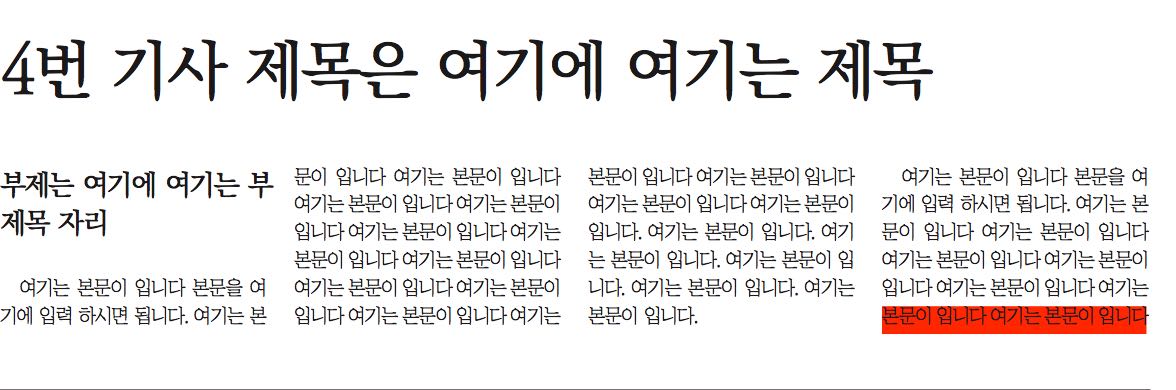 4번 기사 제목은 여기에 여기는 제목
부제는 여기에 여기는 부
제목 자리
여기는 본문이 입니다 본문을 여
기에 입력 하시면 됩니다. 여기는 본
문이 입니다 여기는 본문이 입니다
여기는 본문이 입니다 여기는 본문이
입니다 여기는 본문이 입니다 여기는
본문이 입니다 여기는 본문이 입니다
여기는 본문이 입니다 여기는 본문이
입니다 여기는 본문이 입니다 여기는
본문이 입니다 여기는 본문이 입니다
여기는 본문이 입니다 여기는 본문이
입니다. 여기는 본문이 입니다. 여기
는 본문이 입니다. 여기는 본문이 입
니다. 여기는 본문이 입니다. 여기는
본문이 입니다.
여기는 본문이 입니다 본문을 여
기에 입력 하시면 됩니다. 여기는 본
문이 입니다 여기는 본문이 입니다
여기는 본문이 입니다 여기는 본문이
입니다 여기는 본문이 입니다 여기는
본문이 입니다 여기는 본문이 입니다